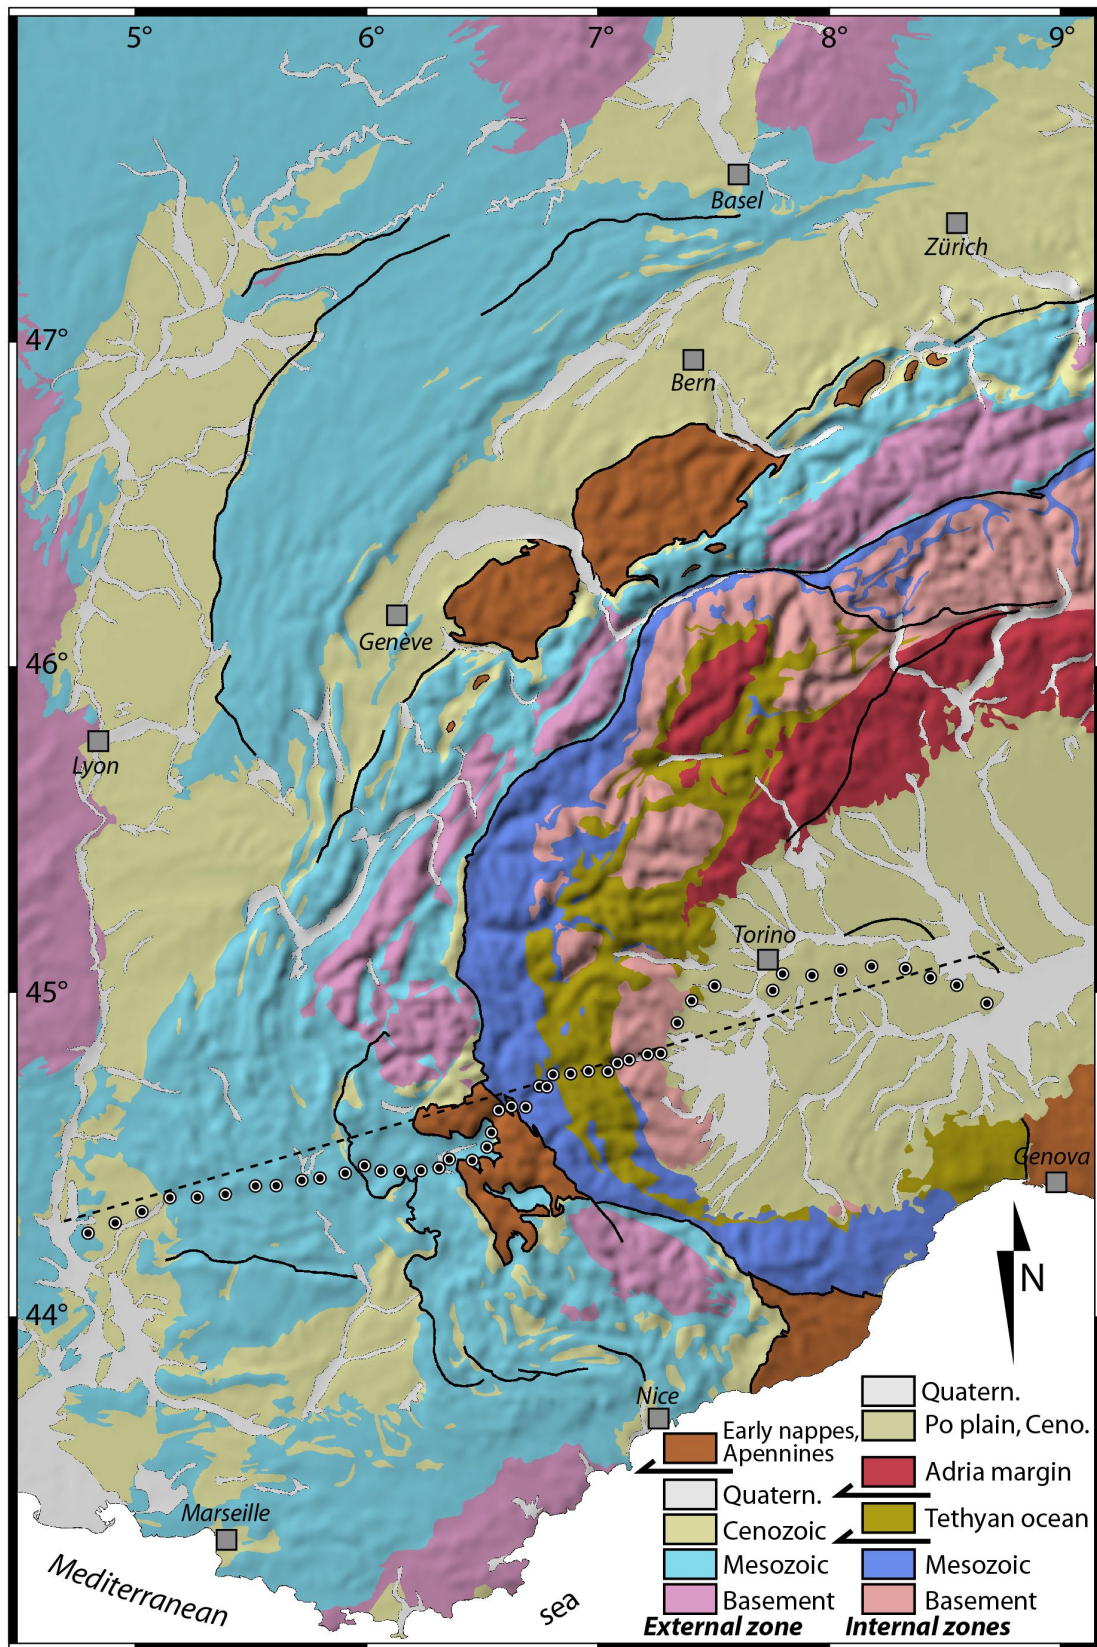 5° 6° 7° 8° 9°
Basel
Zürich
47°
Bern
Genève
46°
Lyon
Torino
45°
Genova
N
44°
Nice
Marseille
Mediterranean
sea
Early nappes,
Apennines
Quatern.
Cenozoic
Mesozoic
Basement
External zone
Quatern.
Po plain, Ceno.
Adria margin
Tethyan ocean
Mesozoic
Basement
Internal zones